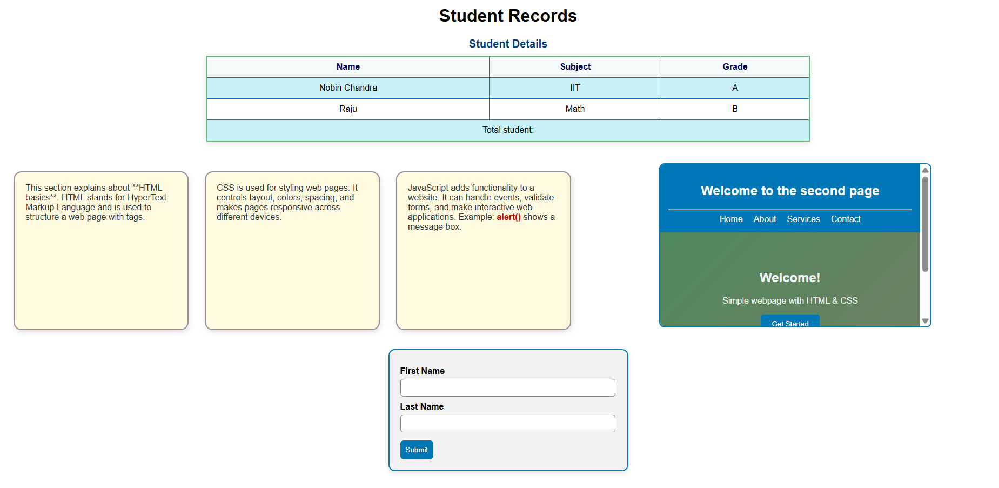 Student Records
Student Details
Name Subject Grade
Nobin Chandra IIT A
Raju Math B
Total student:
This section explains about **HTML
basics**. HTML stands for HyperText
Markup Language and is used to
structure a web page with tags.
CSS is used for styling web pages. It
controls layout, colors, spacing, and
makes pages responsive across
different devices.
JavaScript adds functionality to a
website. It can handle events, validate
forms, and make interactive web
applications. Example: alert() shows a
message box.
Welcome to the second page
Home About Services Contact
Welcome!
Simple webpage with HTML & CSS
Get Started
First Name
Last Name
Submit